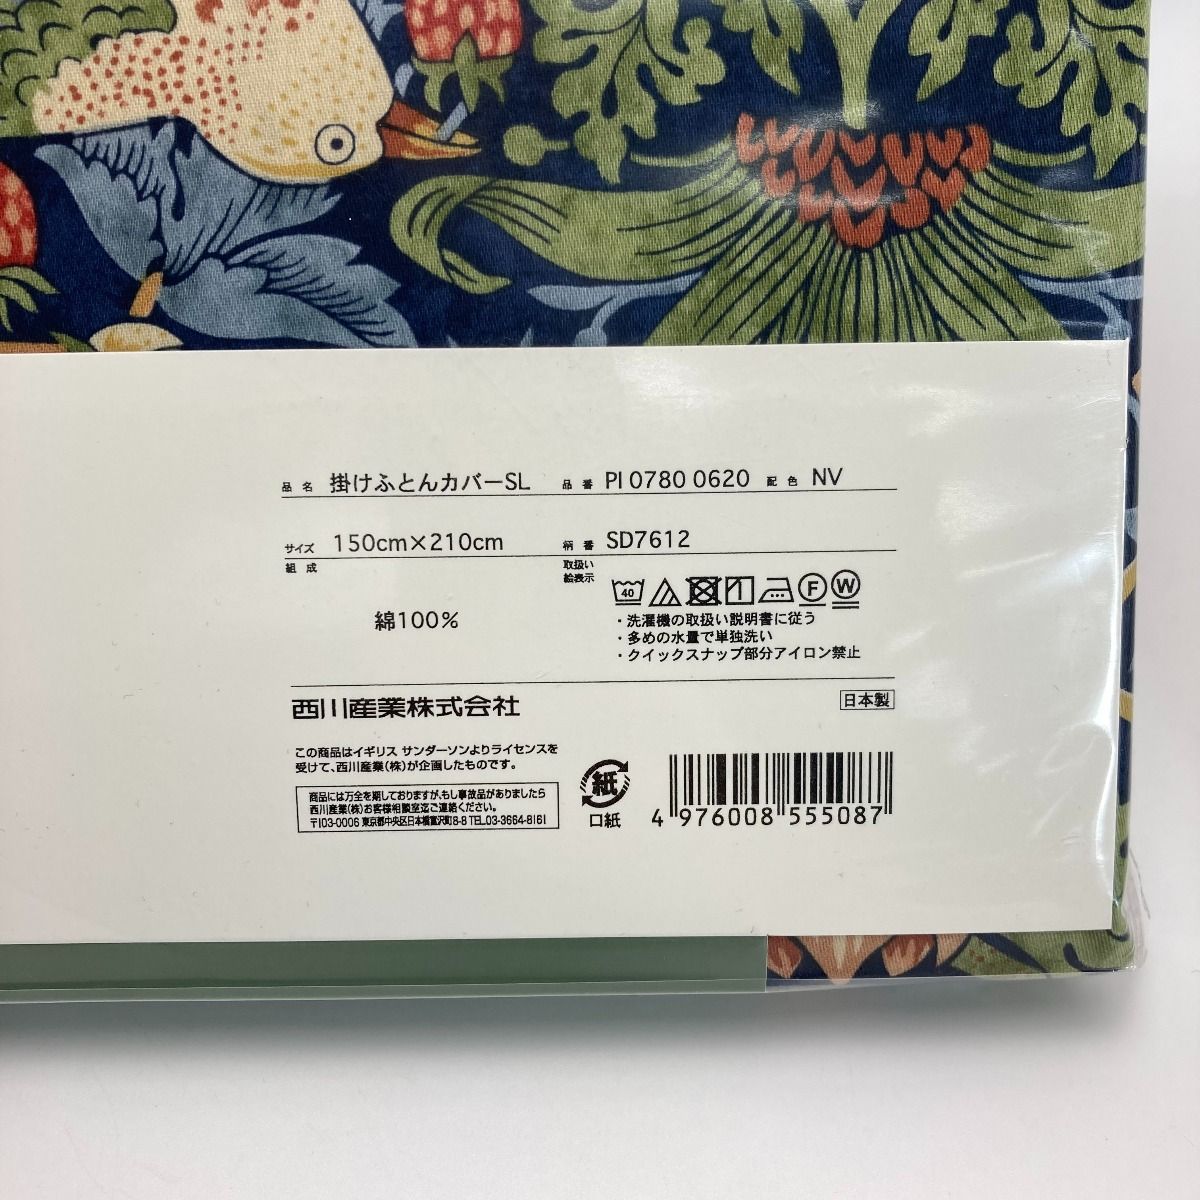 品名 掛けふとんカバーSL 品番 PI 0780 0620 配色 NV
サイズ 150cm×210cm 柄番 SD7612
組成 綿100%
取扱い絵表示
40 F W
・洗濯機の取扱い説明書に従う
・多めの水量で単独洗い
・クイックスナップ部分アイロン禁止
西川産業株式会社 日本製
この商品はイギリス サンダーソンよりライセンスを
受けて、西川産業(株)が企画したものです。
商品には万全を期しておりますが、もし事故品がありましたら
西川産業(株)お客様相談室迄ご連絡ください。
〒103-0006 東京都中央区日本橋富沢町8-8 TEL.03-3664-8161
紙
口紙
4 976008 555087